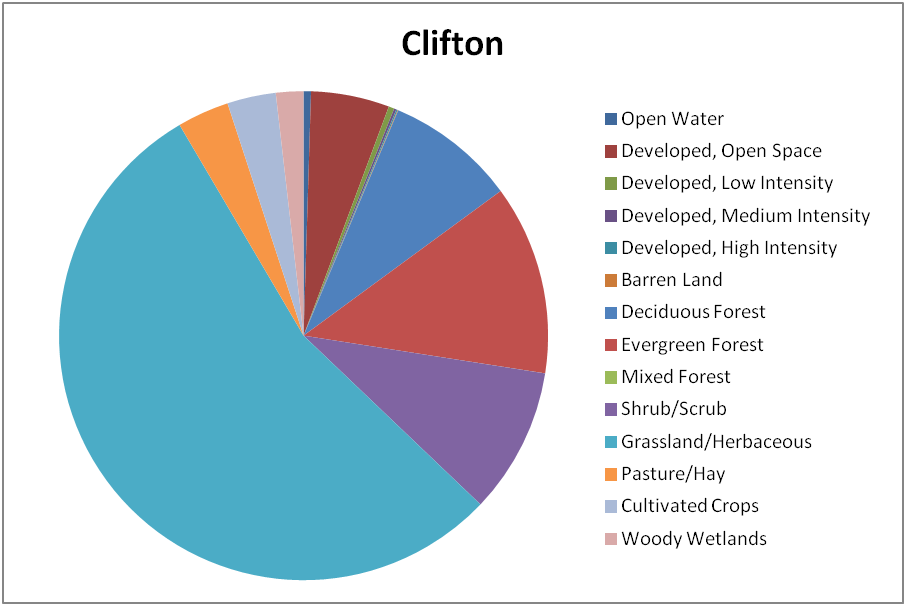 Clifton
Open Water
Developed, Open Space
Developed, Low Intensity
Developed, Medium Intensity
Developed, High Intensity
Barren Land
Deciduous Forest
Evergreen Forest
Mixed Forest
Shrub/Scrub
Grassland/Herbaceous
Pasture/Hay
Cultivated Crops
Woody Wetlands